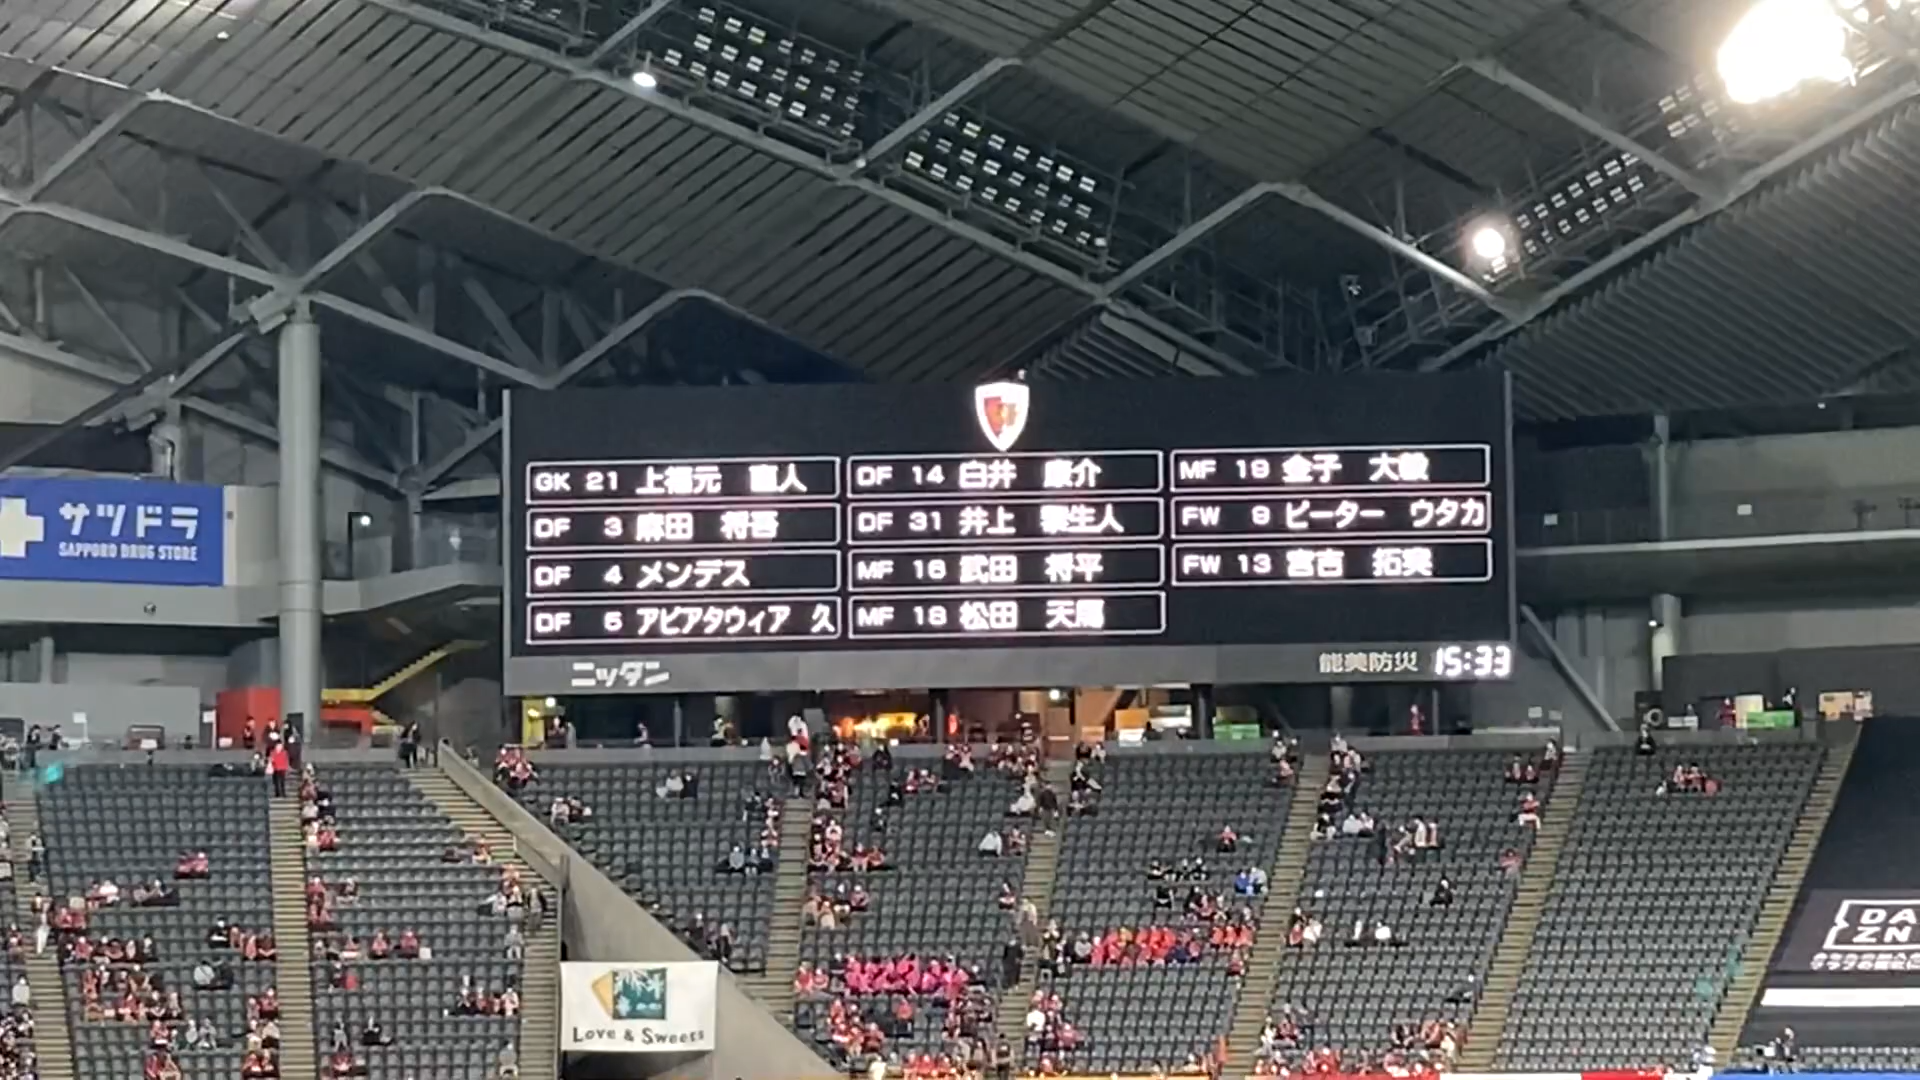 GK 21 上福元 直人
DF 3 麻田 将吾
DF 4 メンデス
DF 5 アピアタウィア 久
DF 14 白井 康介
DF 31 井上 黎生人
MF 16 武田 将平
MF 18 松田 天馬
MF 19 金子 大毅
FW 9 ピーター ウタカ
FW 13 宮吉 拓実
ニッタン
能美防災 15:33
サツドラ
SAPPORO DRUG STORE
Love & Sweets
DA
ZN